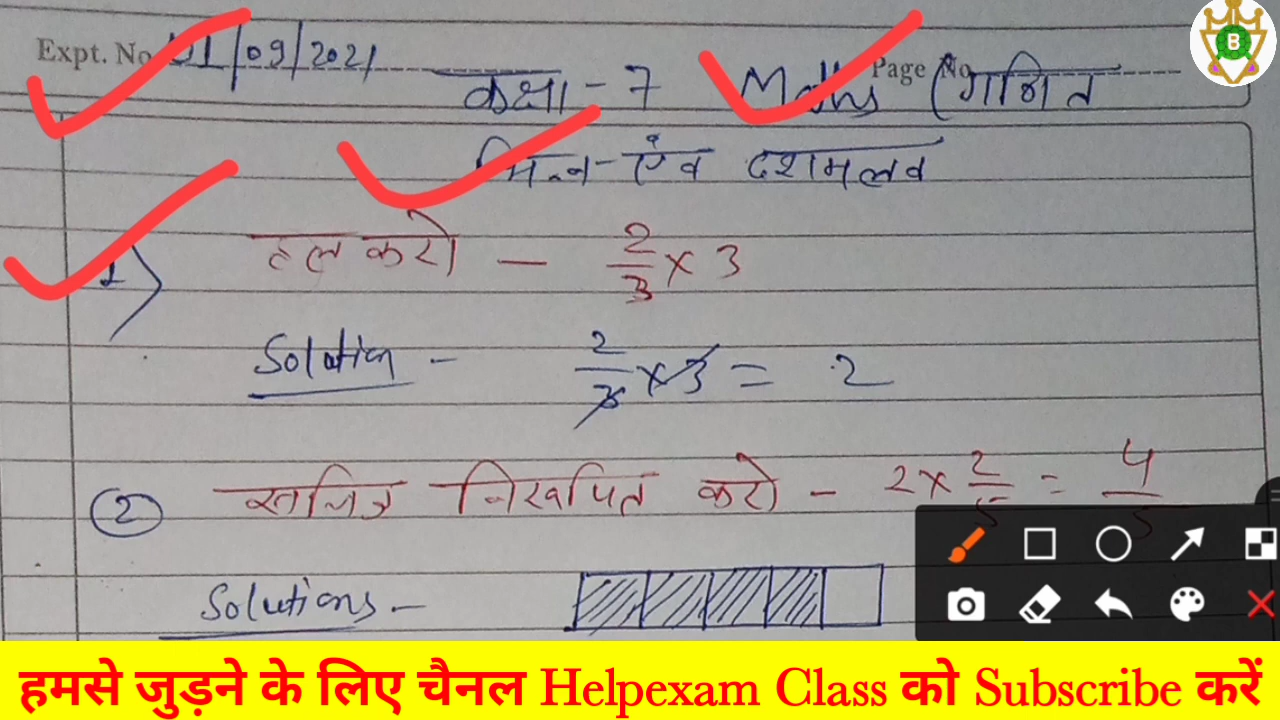 Expt. No. 01/09/2021
कक्षा - 7 Maths (गणित
Page No.
B
भिन्न एंव दशमलव
1> हल करो - 2/3 × 3
Solution - 2/3 × 3 = 2
(2) सचित्र निरूपित करो - 2 × 2/5 = 4/5
Solutions -
हमसे जुड़ने के लिए चैनल Helpexam Class को Subscribe करें